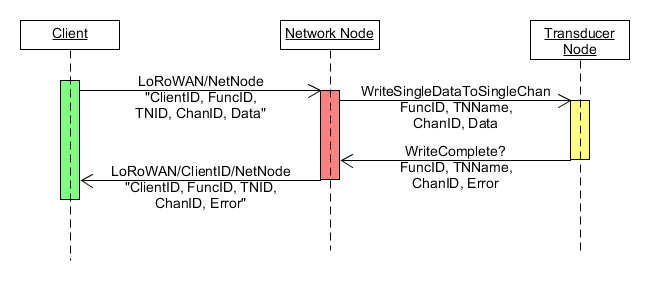 Client
Network Node
Transducer
Node
LoRoWAN/NetNode
"ClientID, FuncID,
TNID, ChanID, Data"
WriteSingleDataToSingleChan
FuncID, TNName,
ChanID, Data
WriteComplete?
FuncID, TNName,
ChanID, Error
LoRoWAN/ClientID/NetNode
"ClientID, FuncID, TNID,
ChanID, Error"